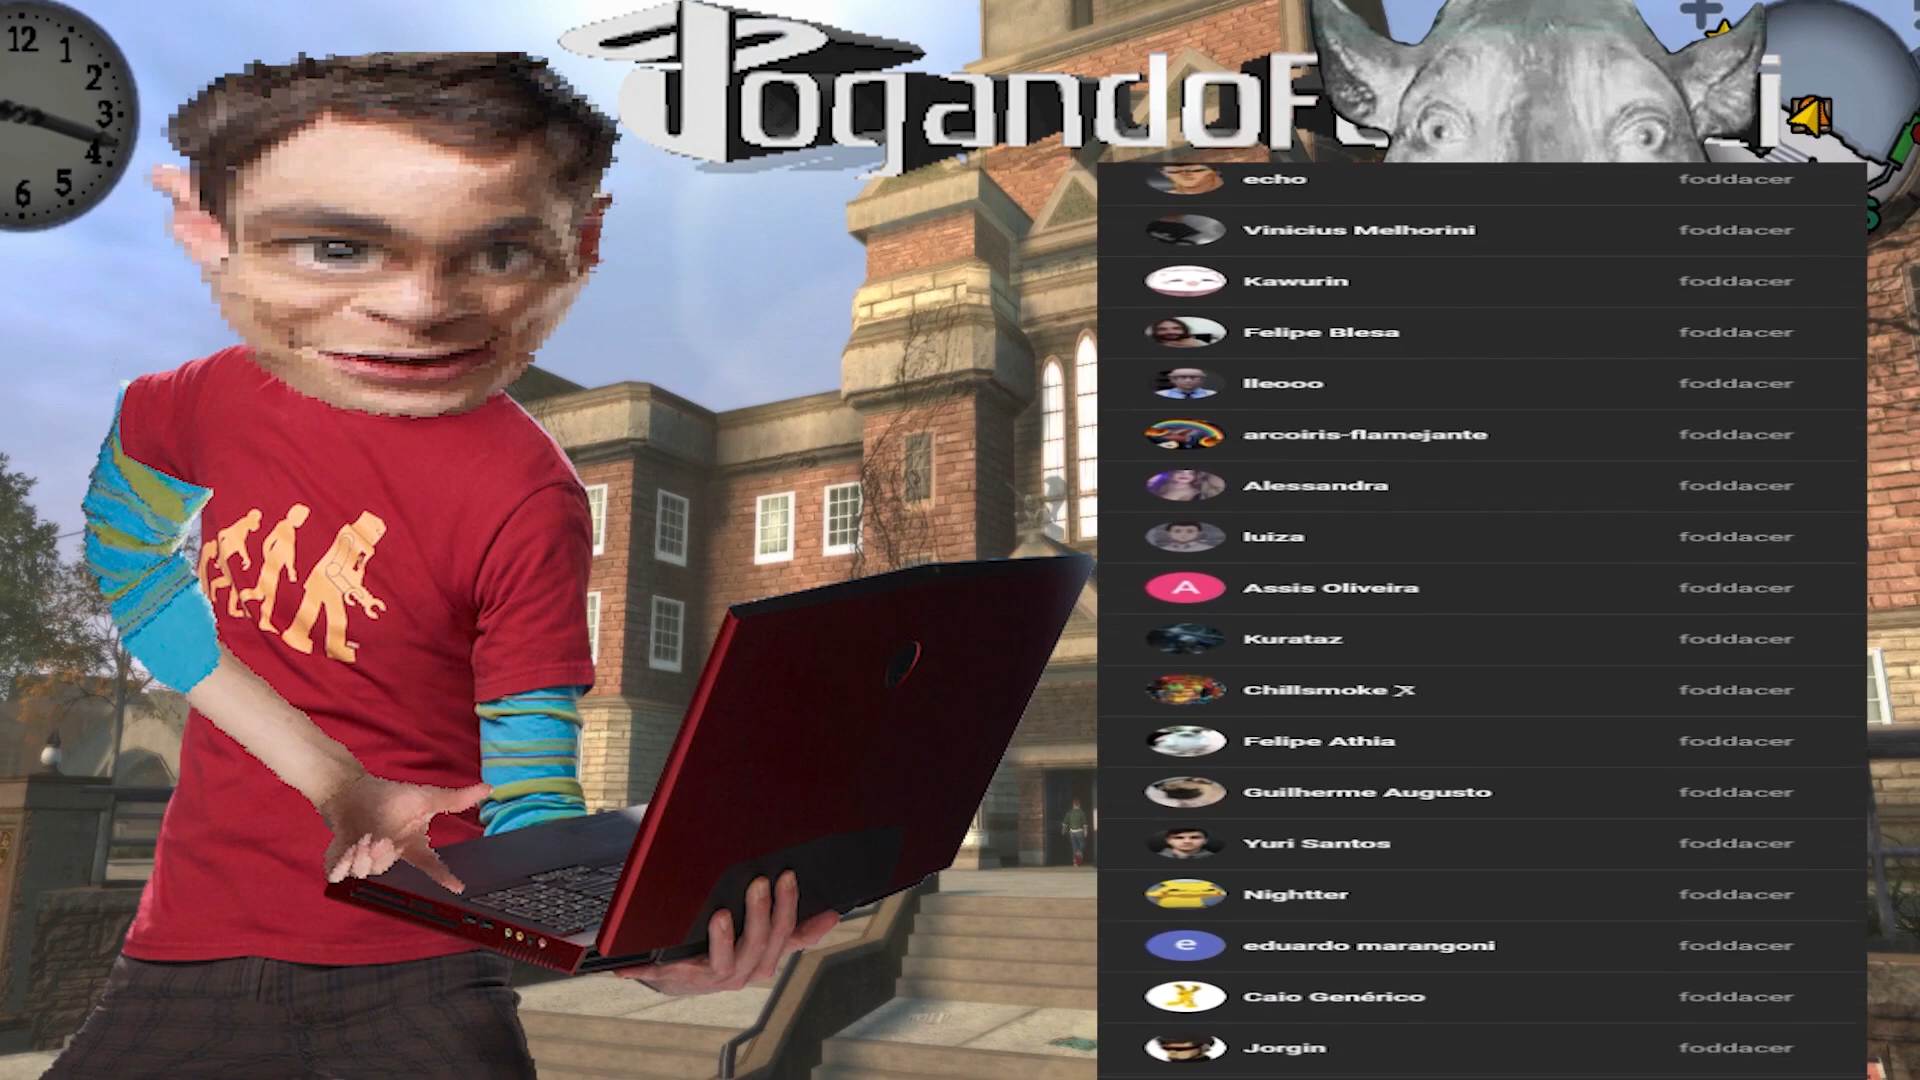 12
1
2
3
4
5
6
echo foddacer
Vinicius Melhorini foddacer
Kawurin foddacer
Felipe Blesa foddacer
lleooo foddacer
arcoiris-flamejante foddacer
Alessandra foddacer
luiza foddacer
A Assis Oliveira foddacer
Kurataz foddacer
Chillsmoke foddacer
Felipe Athia foddacer
Guilherme Augusto foddacer
Yuri Santos foddacer
Nightter foddacer
e eduardo marangoni foddacer
Caio Genérico foddacer
Jorgin foddacer